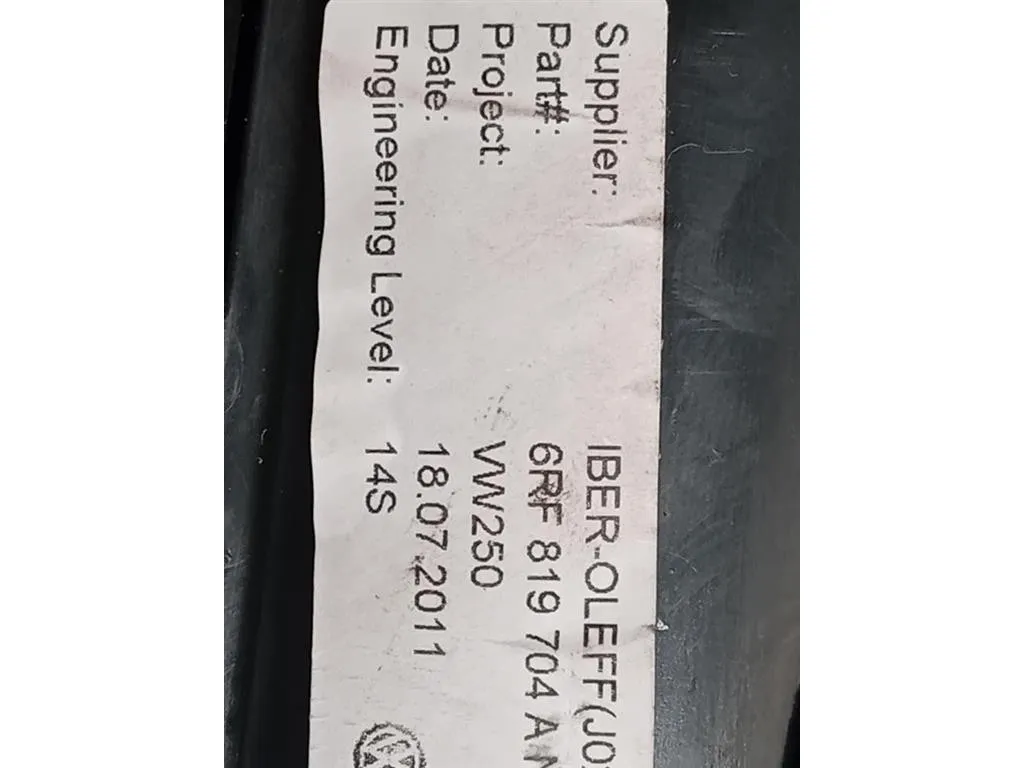 Supplier: IBER-OLEFF(J0
Part#: 6RF 819 704 A
Project: VW250
Date: 18.07.2011
Engineering Level: 14S